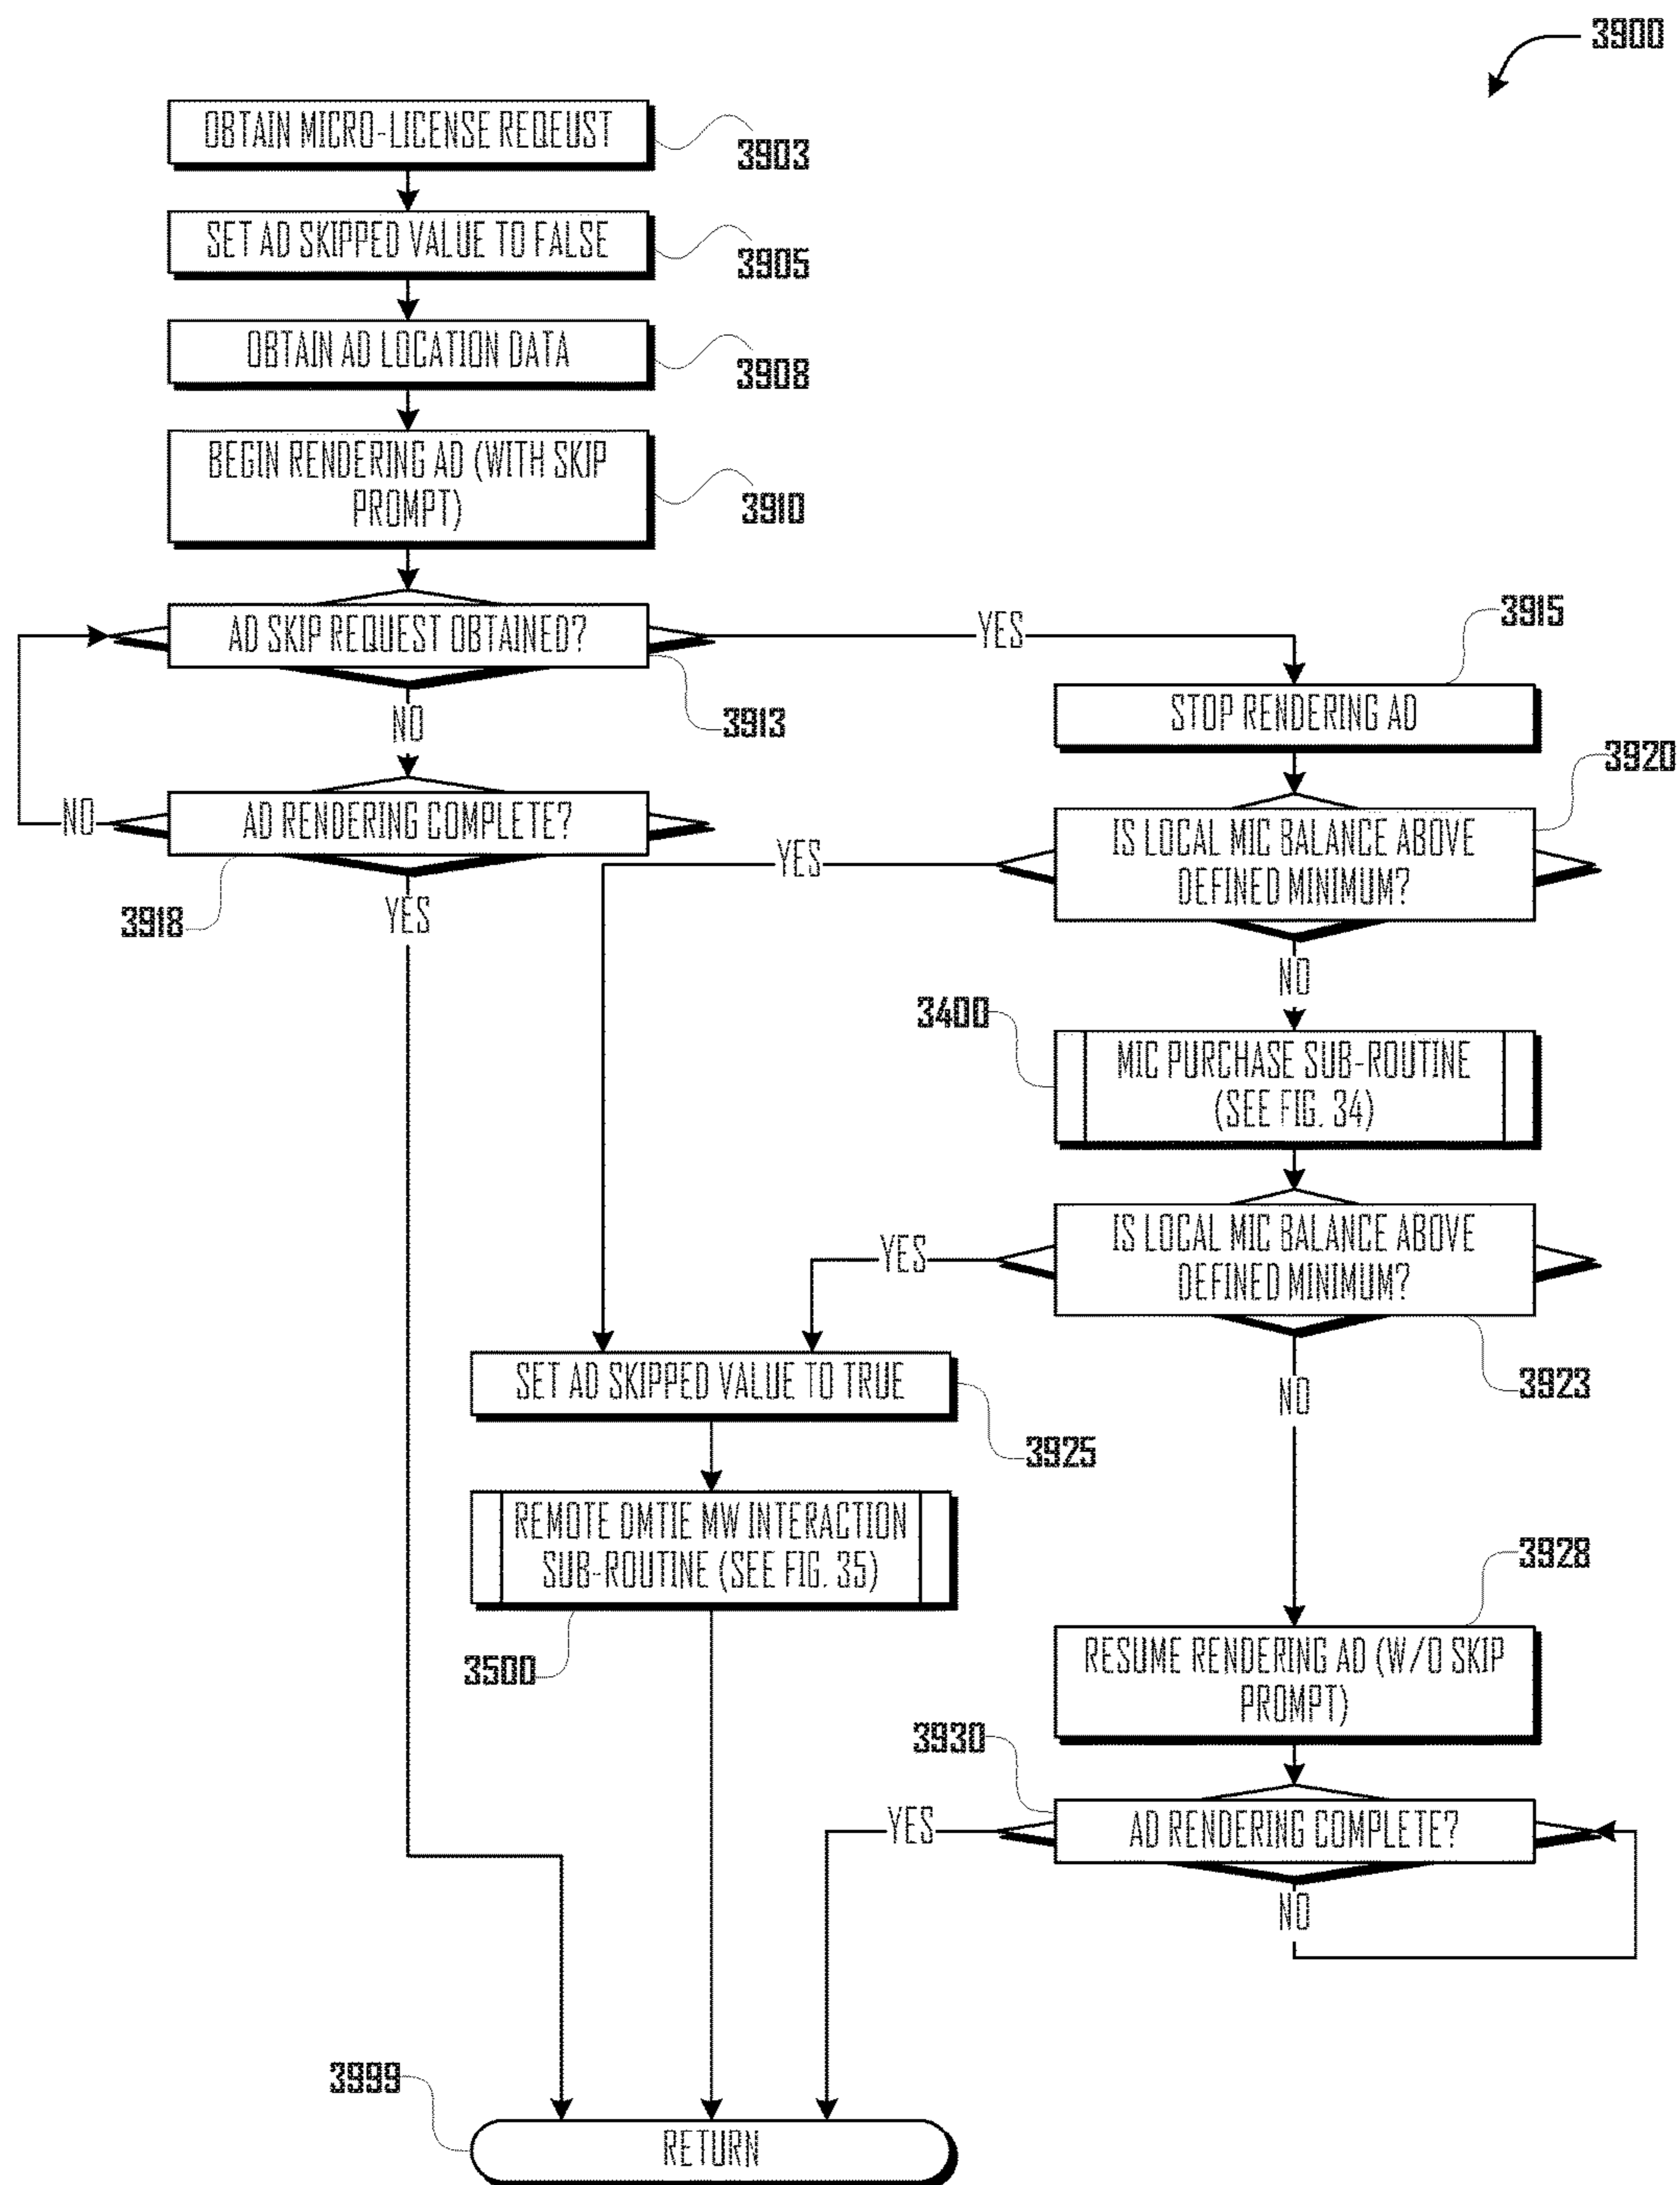 3900
OBTAIN MICRO-LICENSE REQEUST
3903
SET AD SKIPPED VALUE TO FALSE
3905
OBTAIN AD LOCATION DATA
3908
BEGIN RENDERING AD (WITH SKIP
PROMPT)
3910
AD SKIP REQUEST OBTAINED?
YES
3915
3913
STOP RENDERING AD
NO
3920
NO
AD RENDERING COMPLETE?
IS LOCAL MIC BALANCE ABOVE
DEFINED MINIMUM?
YES
3918
YES
NO
3400
MIC PURCHASE SUB-ROUTINE
(SEE FIG. 34)
IS LOCAL MIC BALANCE ABOVE
DEFINED MINIMUM?
YES
SET AD SKIPPED VALUE TO TRUE
3923
NO
3925
REMOTE DMTIE MW INTERACTION
SUB-ROUTINE (SEE FIG. 35)
3928
3500
RESUME RENDERING AD (W/O SKIP
PROMPT)
3930
YES
AD RENDERING COMPLETE?
NO
3999
RETURN